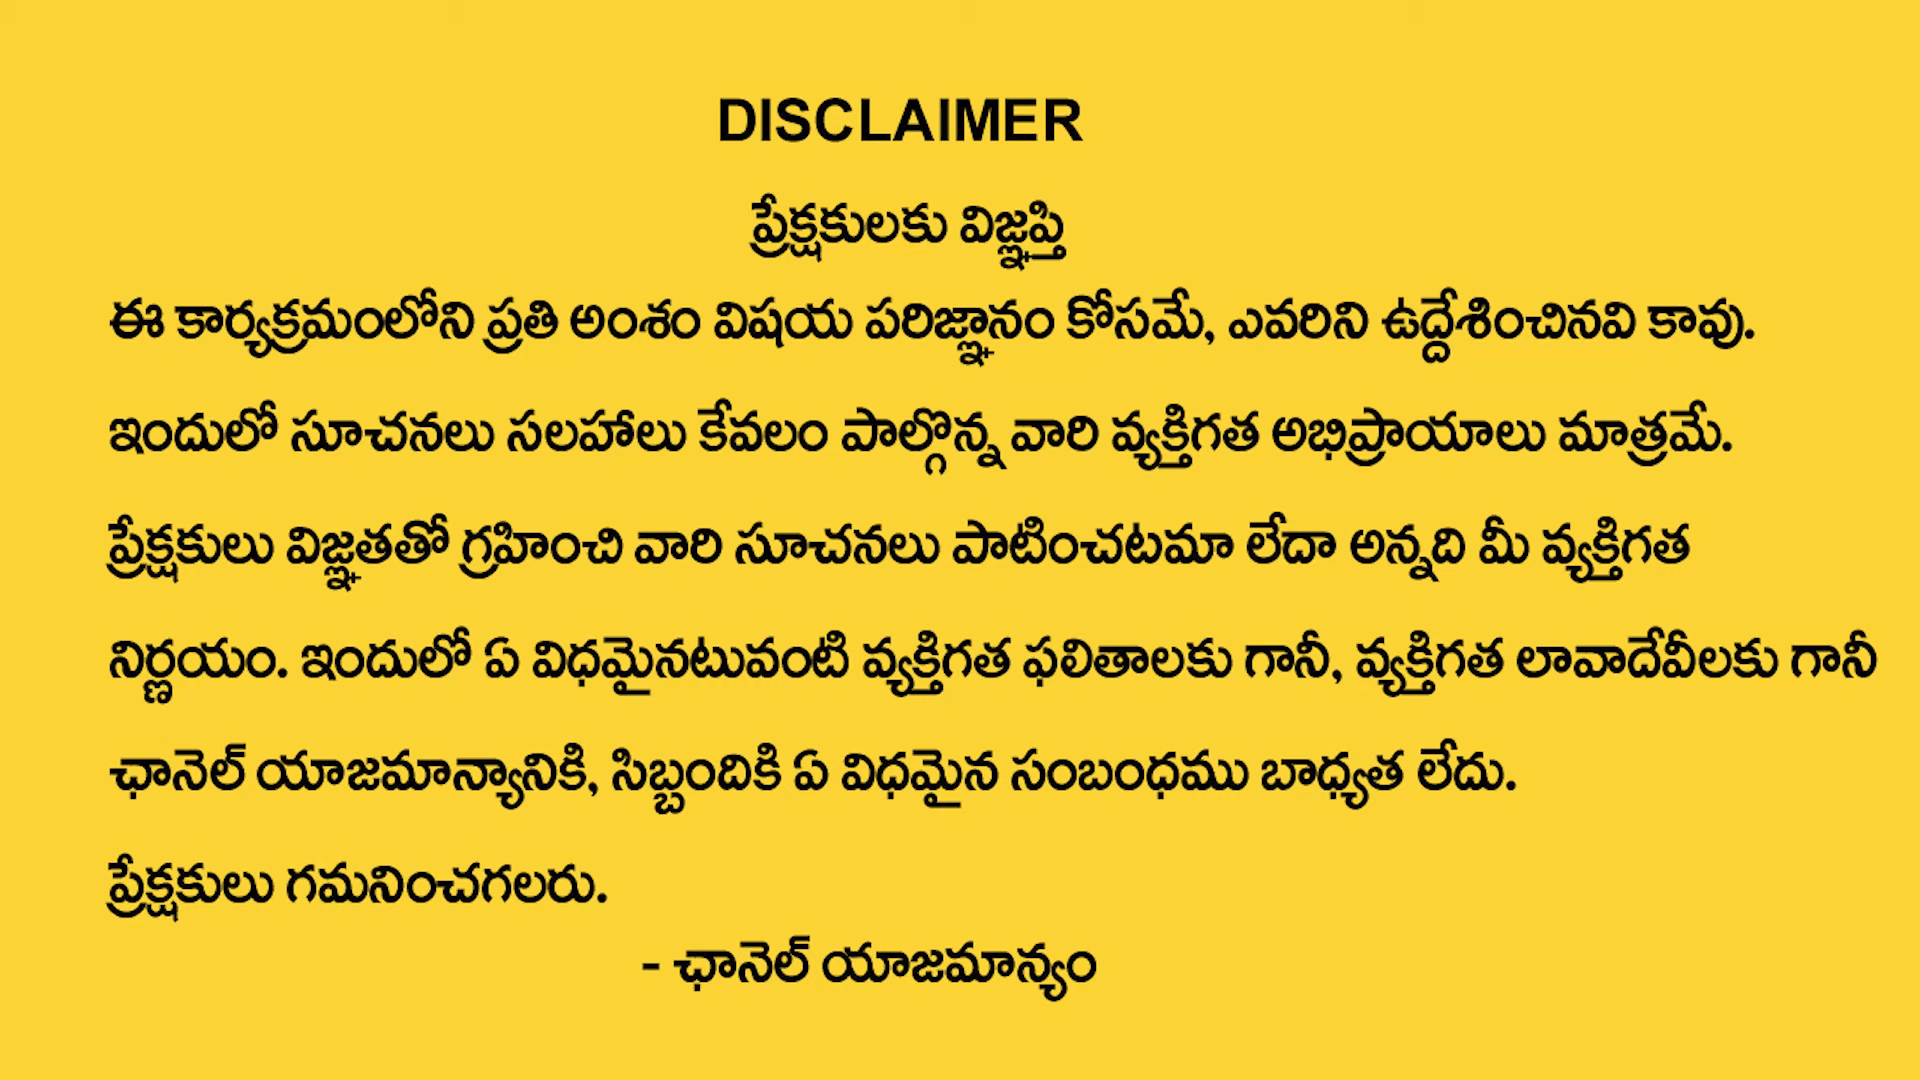 DISCLAIMER
ప్రేక్షకులకు విజ్ఞప్తి
ఈ కార్యక్రమంలోని ప్రతి అంశం విషయ పరిజ్ఞానం కోసమే, ఎవరిని ఉద్దేశించినవి కావు.
ఇందులో సూచనలు సలహాలు కేవలం పాల్గొన్న వారి వ్యక్తిగత అభిప్రాయాలు మాత్రమే.
ప్రేక్షకులు విజ్ఞతతో గ్రహించి వారి సూచనలు పాటించటమా లేదా అన్నది మీ వ్యక్తిగత
నిర్ణయం. ఇందులో ఏ విధమైనటువంటి వ్యక్తిగత ఫలితాలకు గానీ, వ్యక్తిగత లావాదేవీలకు గానీ
ఛానెల్ యాజమాన్యానికి, సిబ్బందికి ఏ విధమైన సంబంధము బాధ్యత లేదు.
ప్రేక్షకులు గమనించగలరు.
- ఛానెల్ యాజమాన్యం